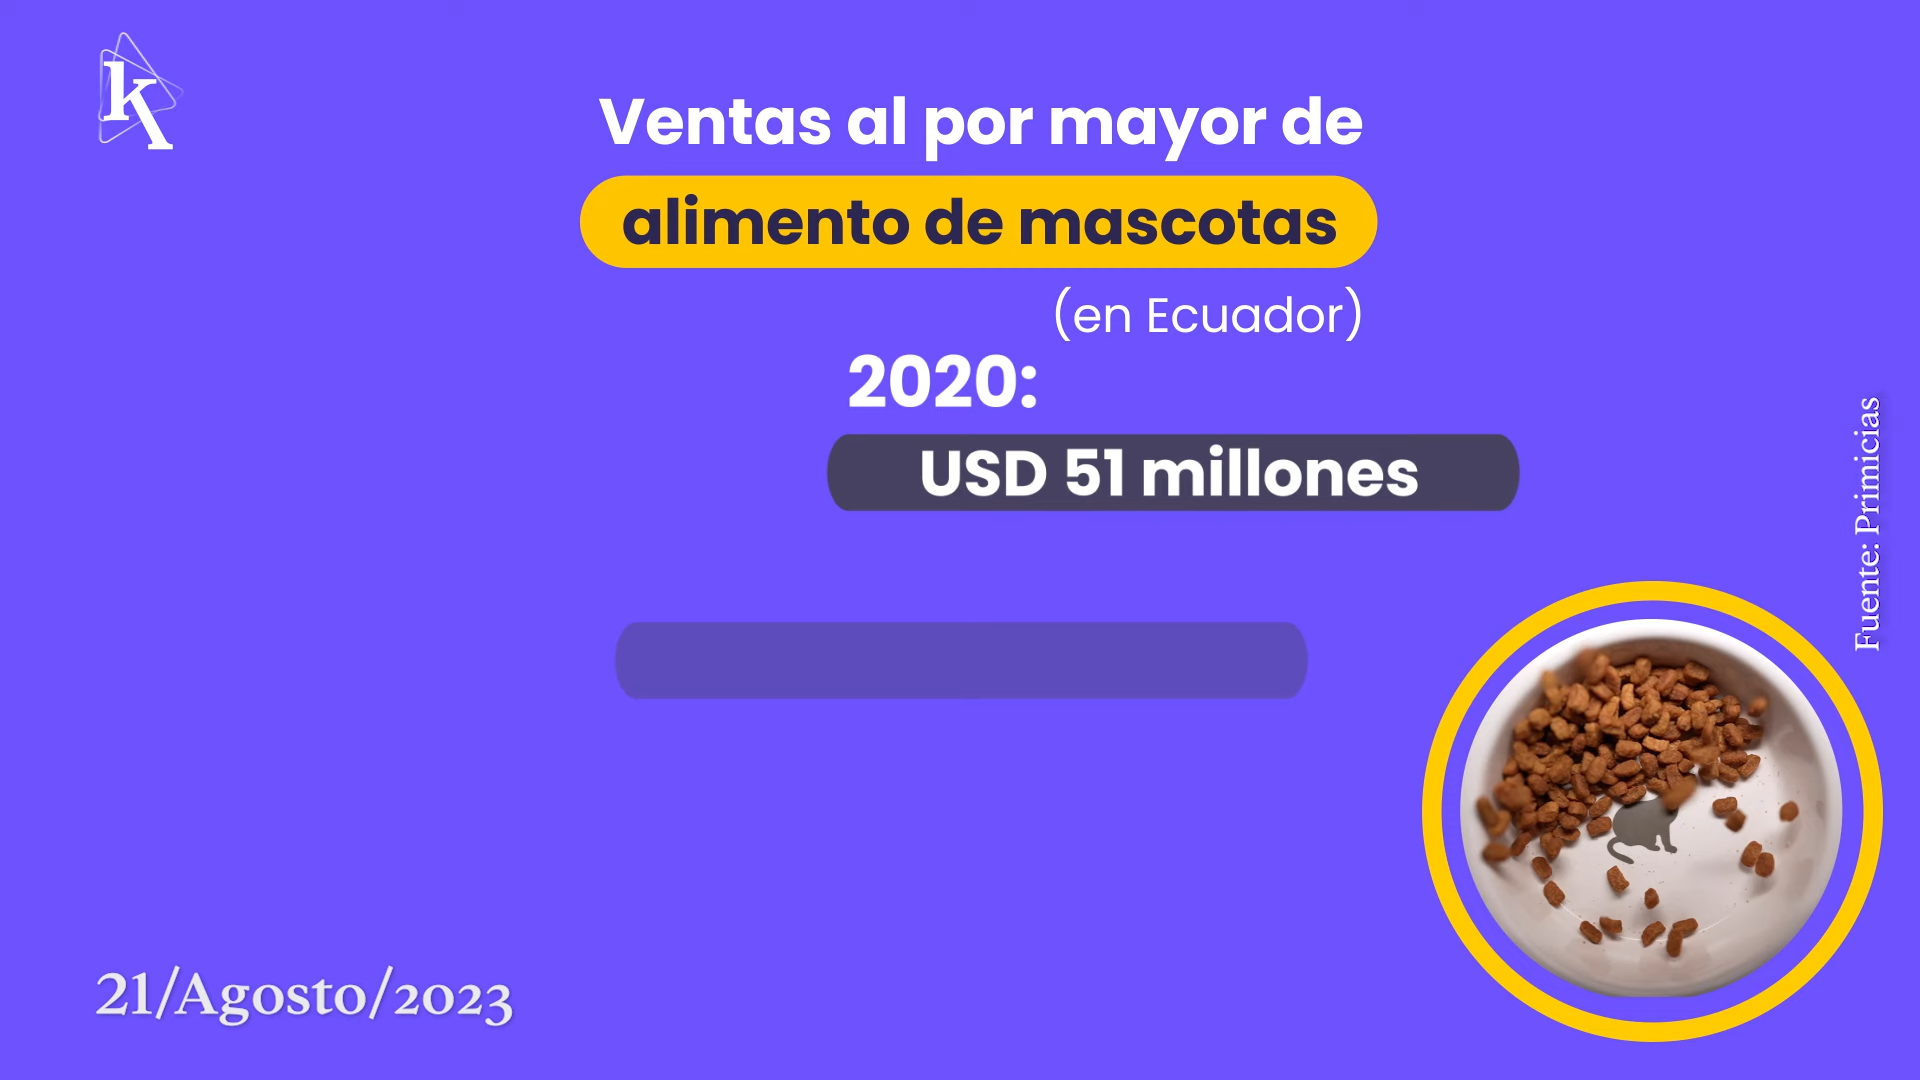 k
Ventas al por mayor de
alimento de mascotas
(en Ecuador)
2020:
USD 51 millones
Fuente: Primicias
21/Agosto/2023